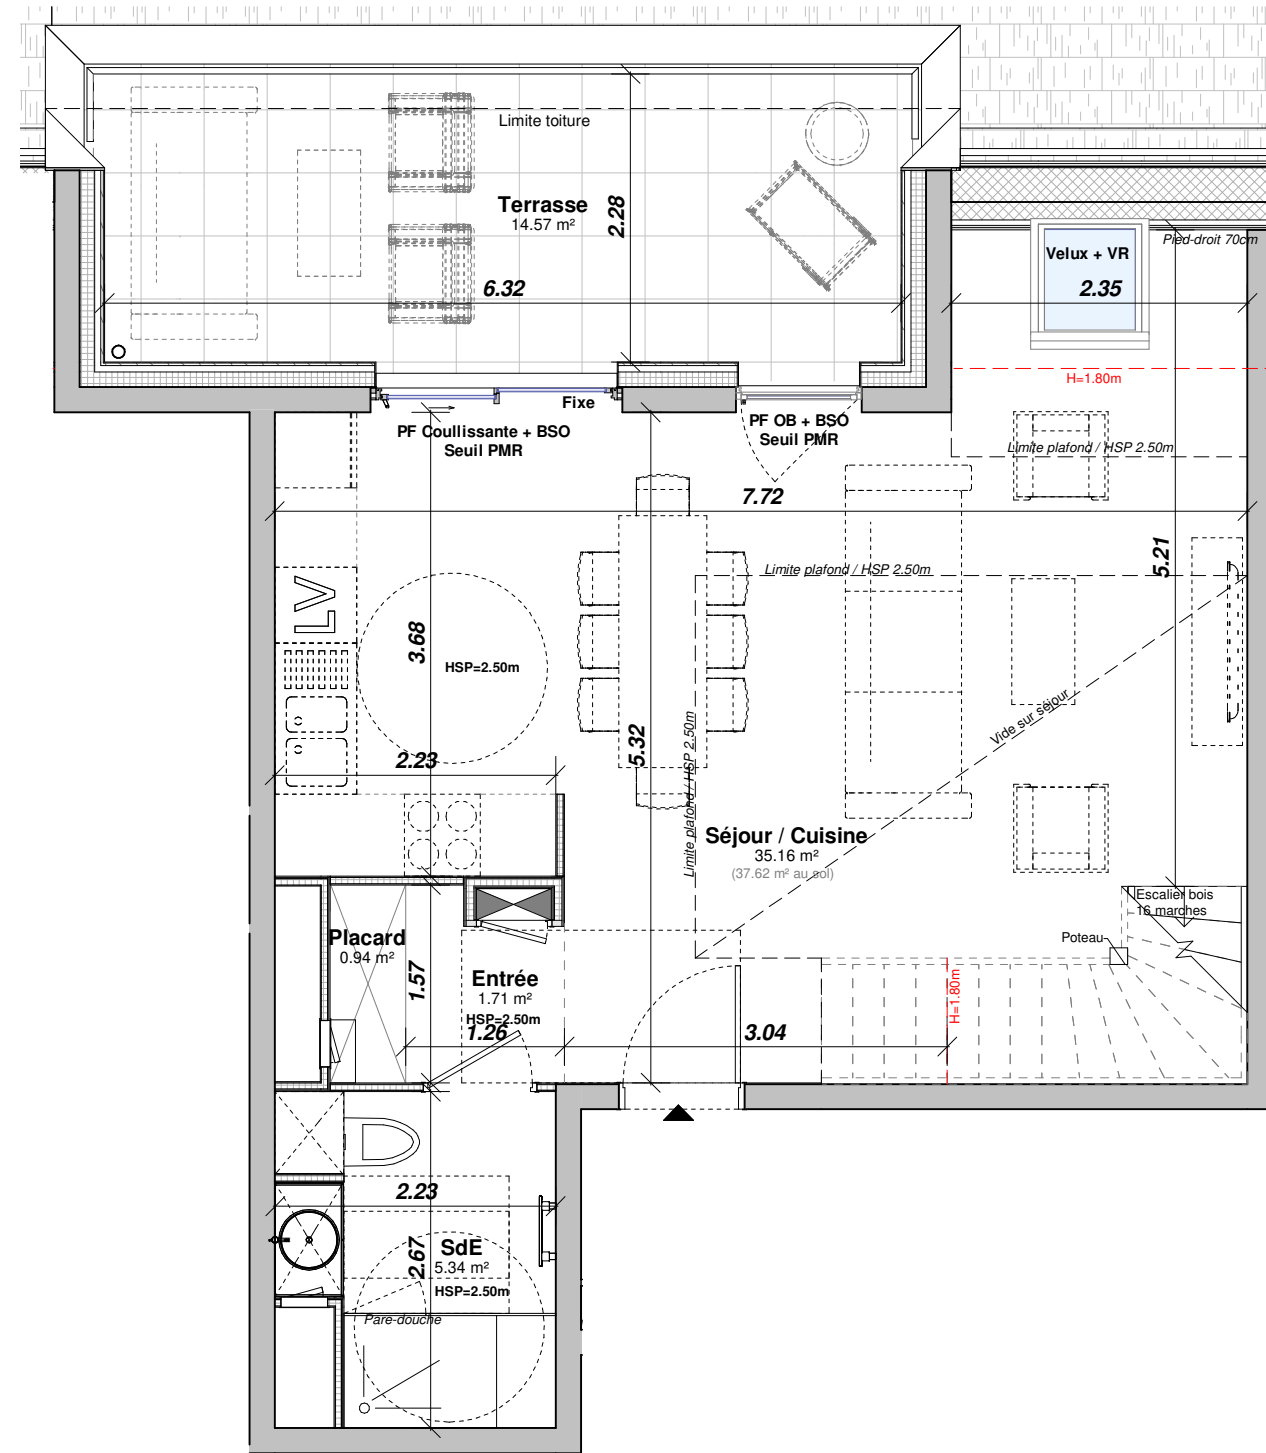 Limite toiture
Terrasse
14.57 m²
2.28
6.32
Velux + VR
Pied-droit 70cm
2.35
H=1.80m
Fixe
PF Coullissante + BSO
Seuil PMR
PF OB + BSO
Seuil PMR
Limite plafond / HSP 2.50m
7.72
5.21
LV
3.68
HSP=2.50m
Limite plafond / HSP 2.50m
Limite plafond / HSP 2.50m
Vide sur séjour
5.32
2.23
Séjour / Cuisine
35.16 m²
(37.62 m² au sol)
Escalier bois
16 marches
Poteau
Placard
0.94 m²
1.57
Entrée
1.71 m²
HSP=2.50m
1.26
3.04
H=1.80m
2.23
2.67
SdE
5.34 m²
HSP=2.50m
Pare-douche